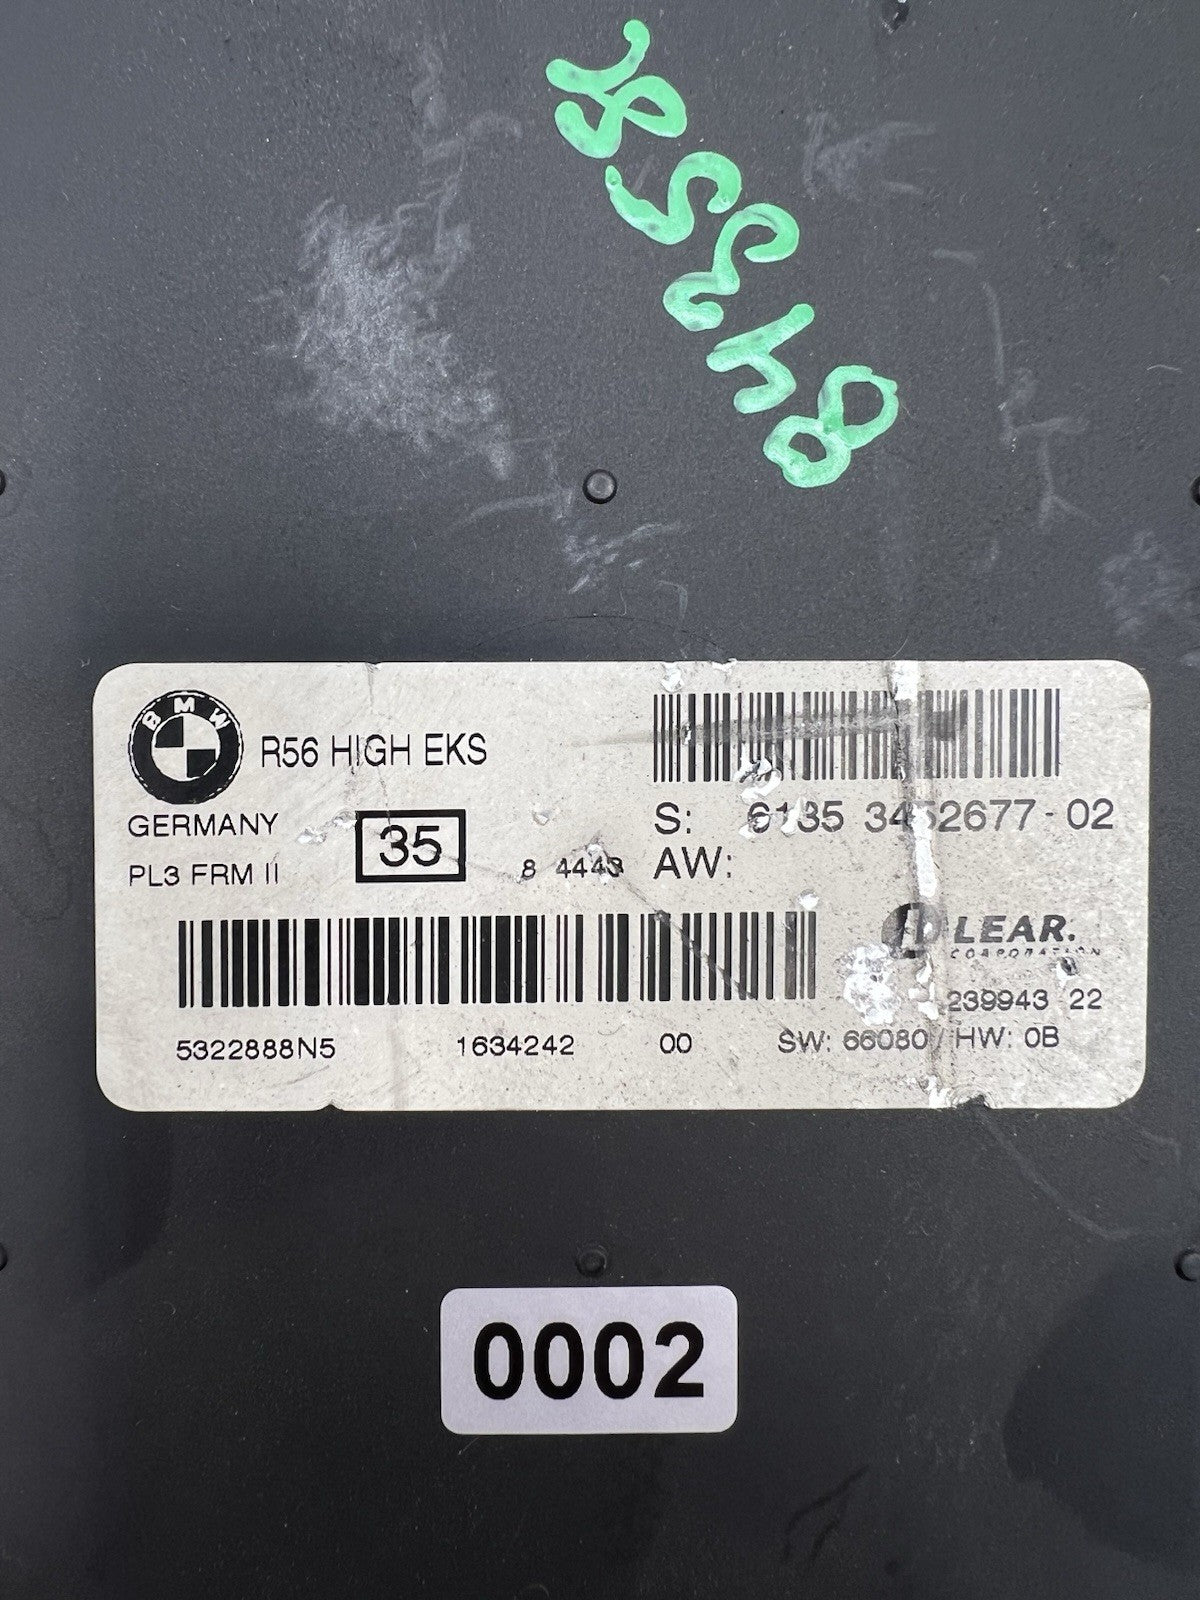 BMW
R56 HIGH EKS
GERMANY
PL3 FRM II
35
8 4443
S: 6135 3452677-02
AW:
LEAR.
CORPORATION
239943 22
5322888N5 1634242 00 SW: 66080/HW: 0B
0002